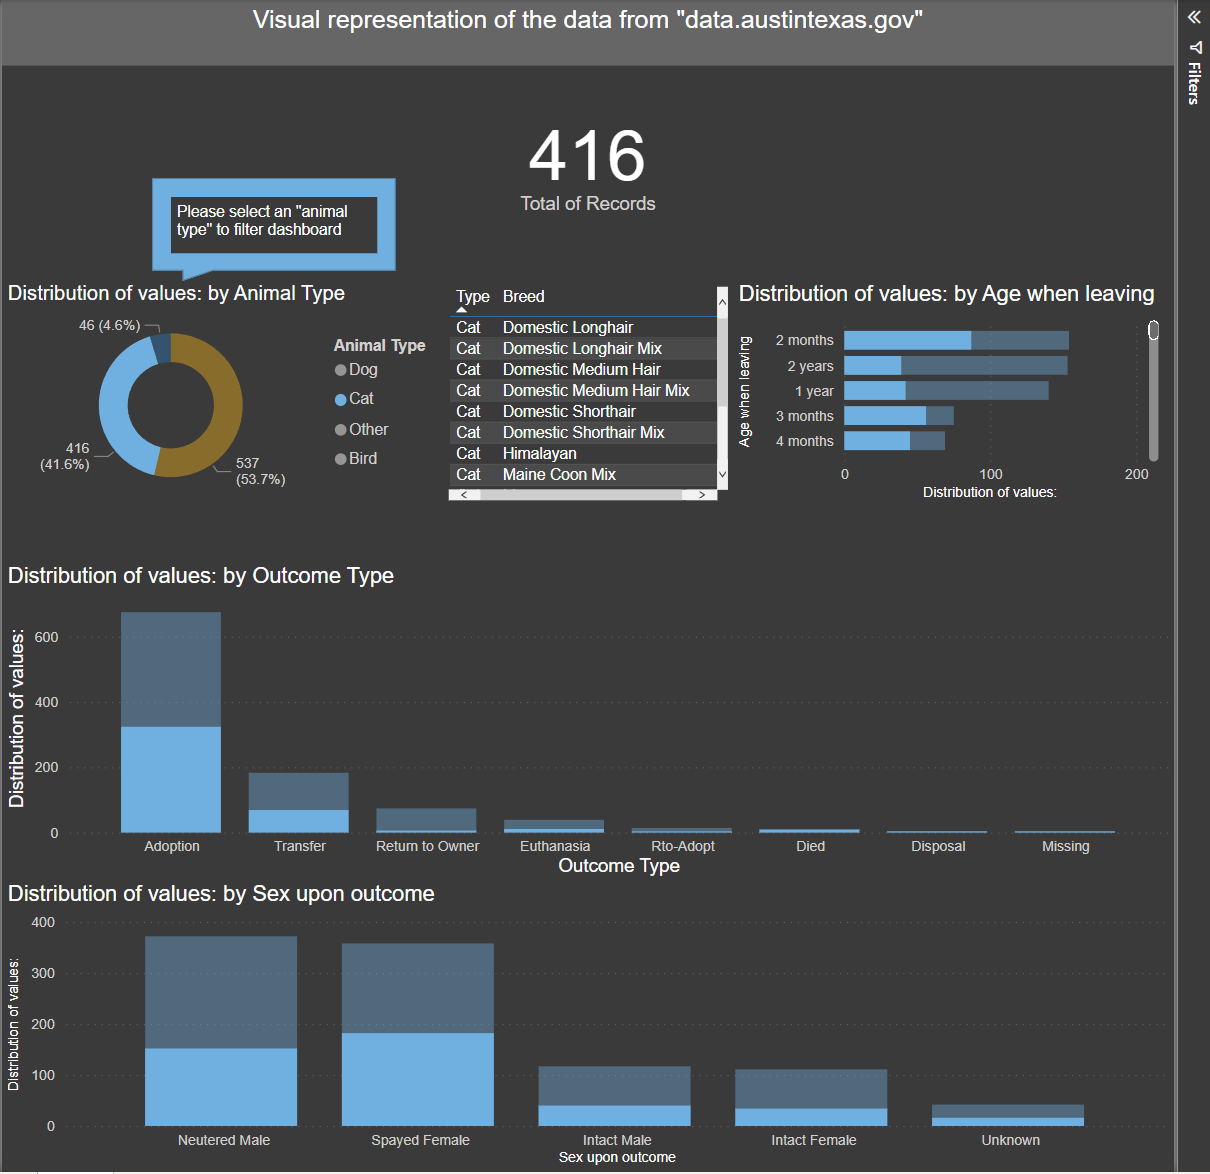 Visual representation of the data from "data.austintexas.gov"
Filters
416
Total of Records
Please select an "animal
type" to filter dashboard
Distribution of values: by Animal Type
46 (4.6%)
416
(41.6%)
537
(53.7%)
Animal Type
Dog
Cat
Other
Bird
Type Breed
Cat Domestic Longhair
Cat Domestic Longhair Mix
Cat Domestic Medium Hair
Cat Domestic Medium Hair Mix
Cat Domestic Shorthair
Cat Domestic Shorthair Mix
Cat Himalayan
Cat Maine Coon Mix
Distribution of values: by Age when leaving
Age when leaving
2 months
2 years
1 year
3 months
4 months
0 100 200
Distribution of values:
Distribution of values: by Outcome Type
Distribution of values:
600
400
200
0
Adoption Transfer Return to Owner Euthanasia Rto-Adopt Died Disposal Missing
Outcome Type
Distribution of values: by Sex upon outcome
Distribution of values:
400
300
200
100
0
Neutered Male Spayed Female Intact Male Intact Female Unknown
Sex upon outcome